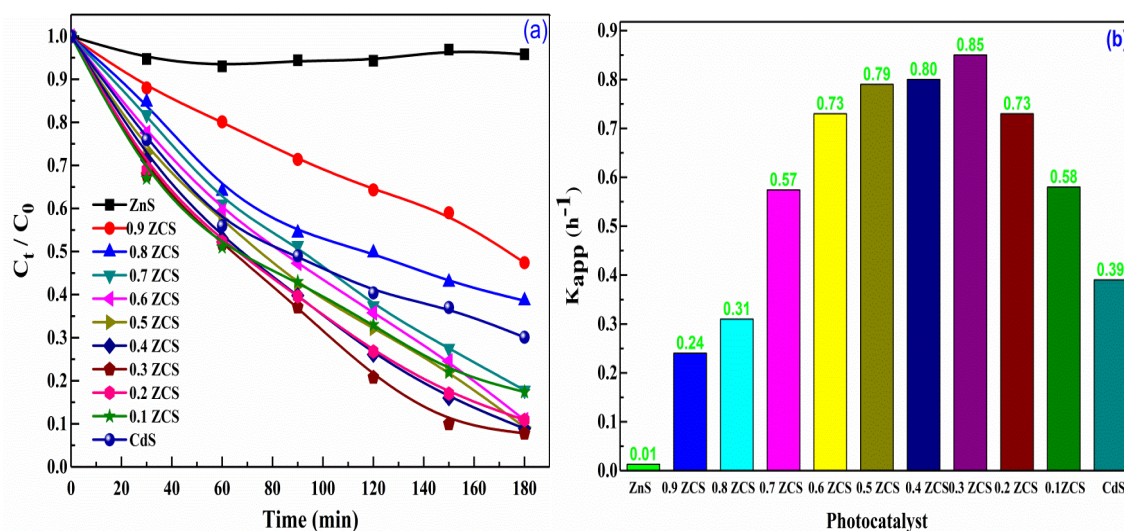 (a)
1.0
0.9
0.8
0.7
0.6
0.5
0.4
0.3
0.2
0.1
0.0
Ct / C0
ZnS
0.9 ZCS
0.8 ZCS
0.7 ZCS
0.6 ZCS
0.5 ZCS
0.4 ZCS
0.3 ZCS
0.2 ZCS
0.1 ZCS
CdS
0 20 40 60 80 100 120 140 160 180
Time (min)
(b)
0.9
0.8
0.7
0.6
0.5
0.4
0.3
0.2
0.1
0.0
Kapp (h-1)
0.01
0.24
0.31
0.57
0.73
0.79
0.80
0.85
0.73
0.58
0.39
ZnS 0.9 ZCS 0.8 ZCS 0.7 ZCS 0.6 ZCS 0.5 ZCS 0.4 ZCS 0.3 ZCS 0.2 ZCS 0.1ZCS CdS
Photocatalyst